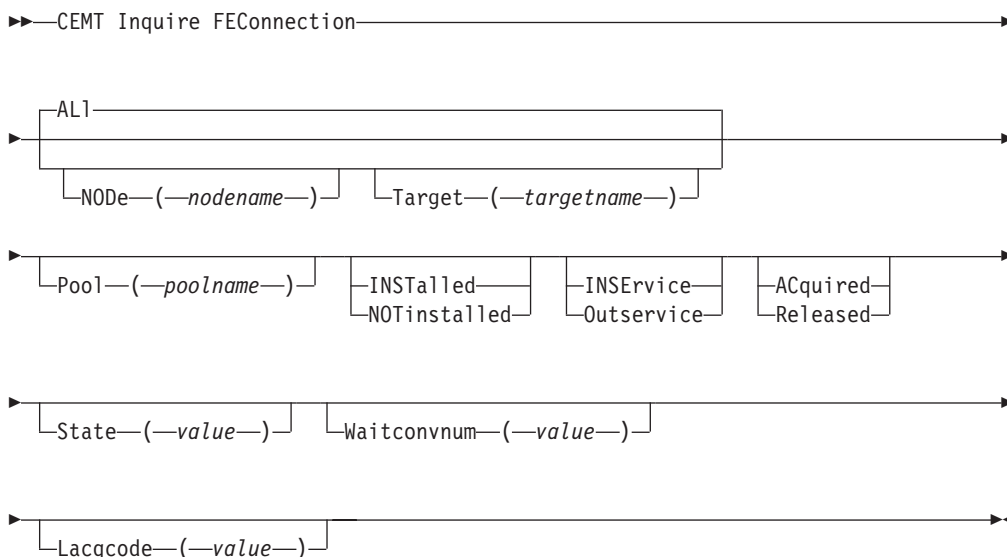 CEMT Inquire FEConnection
ALl
NODe ( nodename ) Target ( targetname )
Pool ( poolname ) INSTalled INSErvice ACquired
NOTinstalled Outservice Released
State ( value ) Waitconvnum ( value )
Lacqcode ( value )